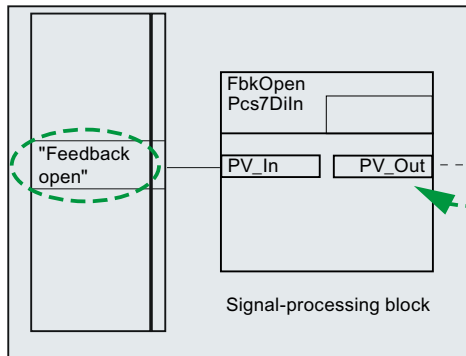 FbkOpen
Pcs7DiIn
"Feedback
open"
PV_In
PV_Out
Signal-processing block